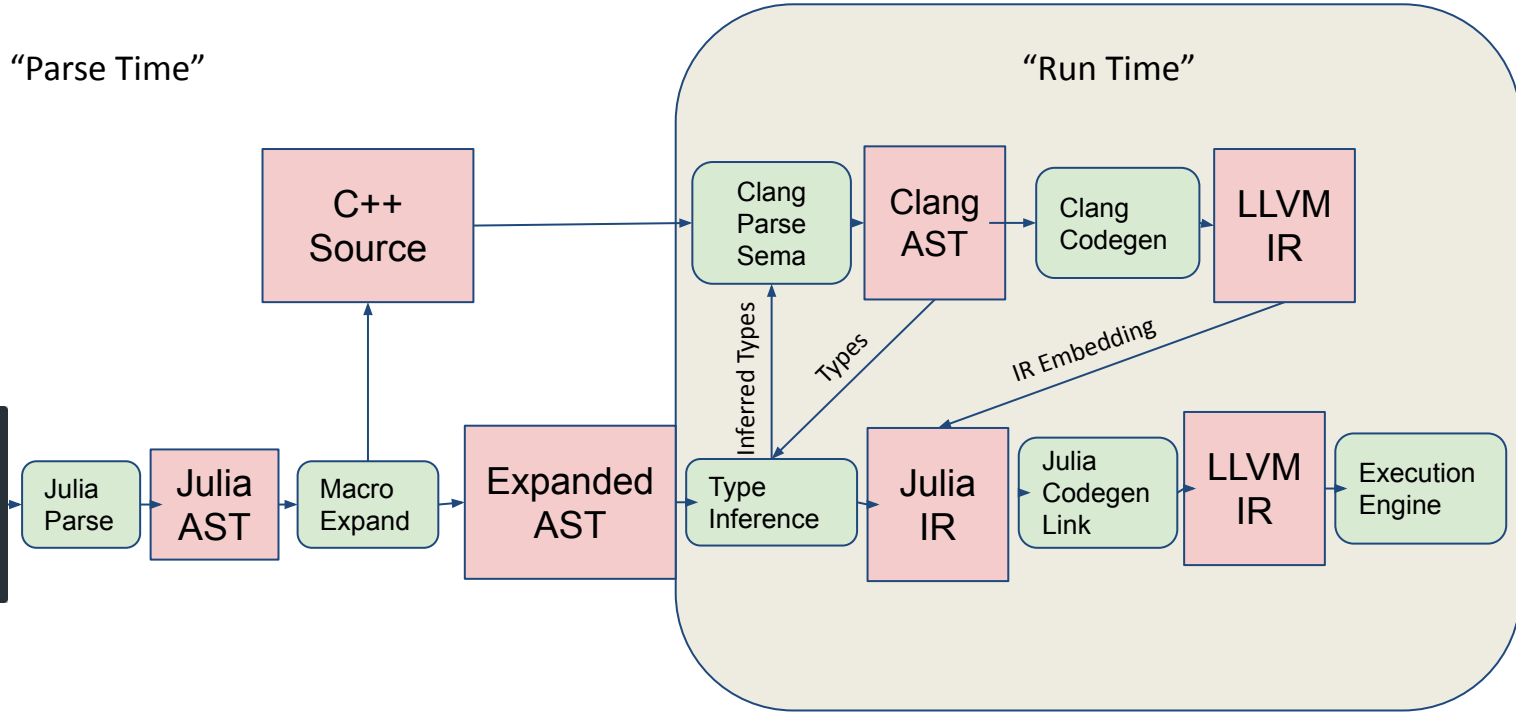 “Parse Time”
“Run Time”
C++
Source
Clang
Parse
Sema
Clang
AST
Clang
Codegen
LLVM
IR
Inferred Types
Types
IR Embedding
Julia
Parse
Julia
AST
Macro
Expand
Expanded
AST
Type
Inference
Julia
IR
Julia
Codegen
Link
LLVM
IR
Execution
Engine